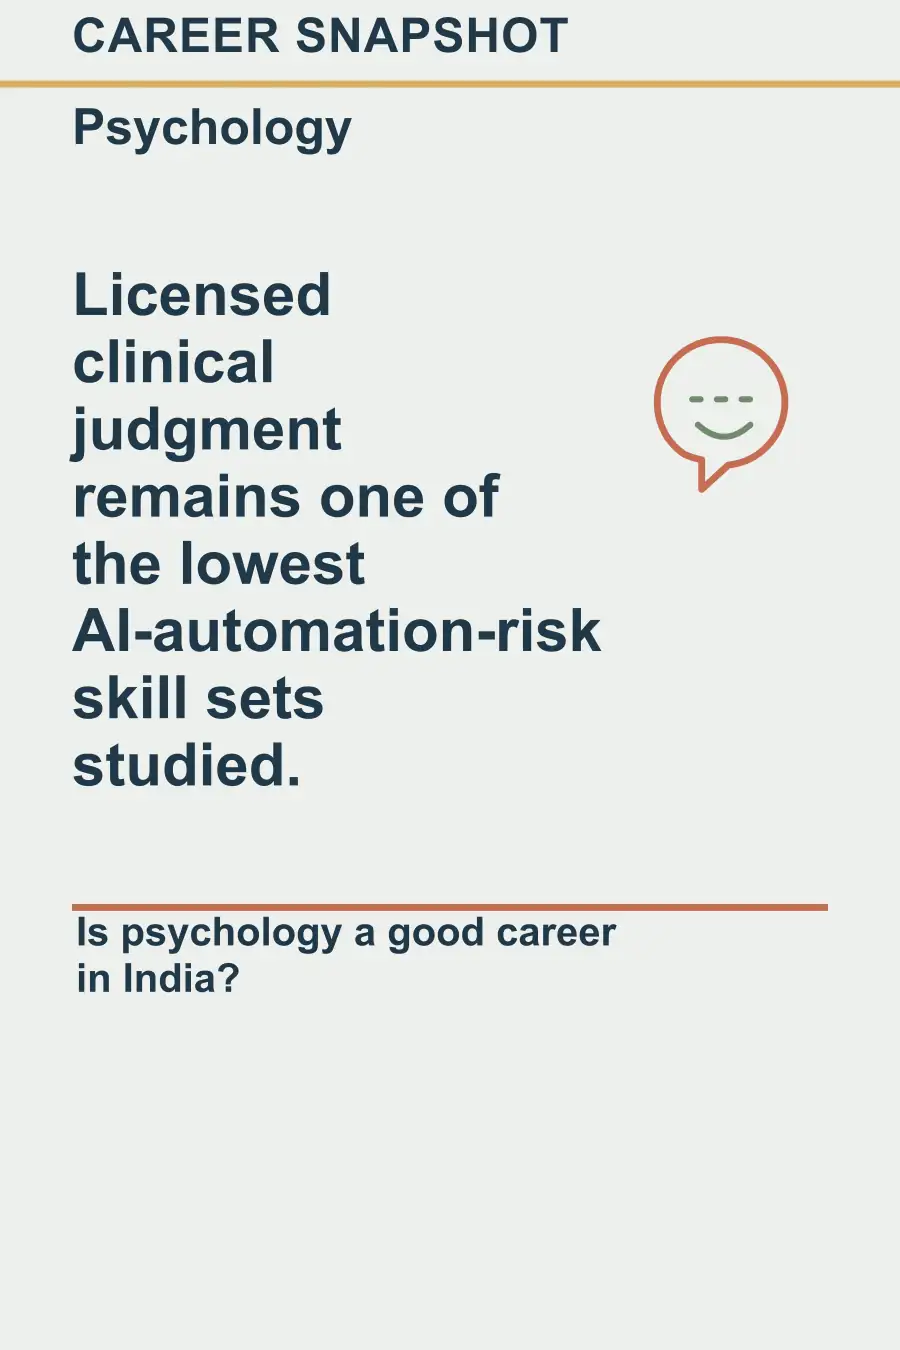 CAREER SNAPSHOT
Psychology
Licensed
clinical
judgment
remains one of
the lowest
AI-automation-risk
skill sets
studied.
Is psychology a good career
in India?